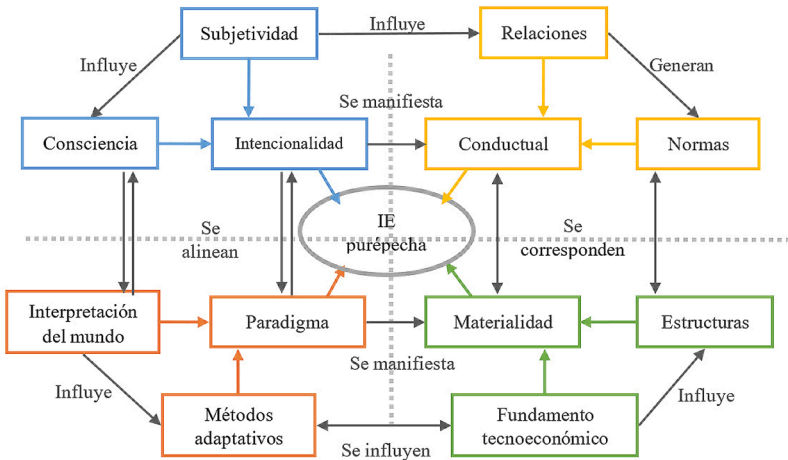 Subjetividad
Influye
Relaciones
Influye
Generan
Se manifiesta
Consciencia
Intencionalidad
Conductual
Normas
IE
purépecha
Se
alinean
Se
corresponden
Interpretación
del mundo
Paradigma
Materialidad
Estructuras
Se manifiesta
Influye
Influye
Métodos
adaptativos
Se influyen
Fundamento
tecnoeconómico